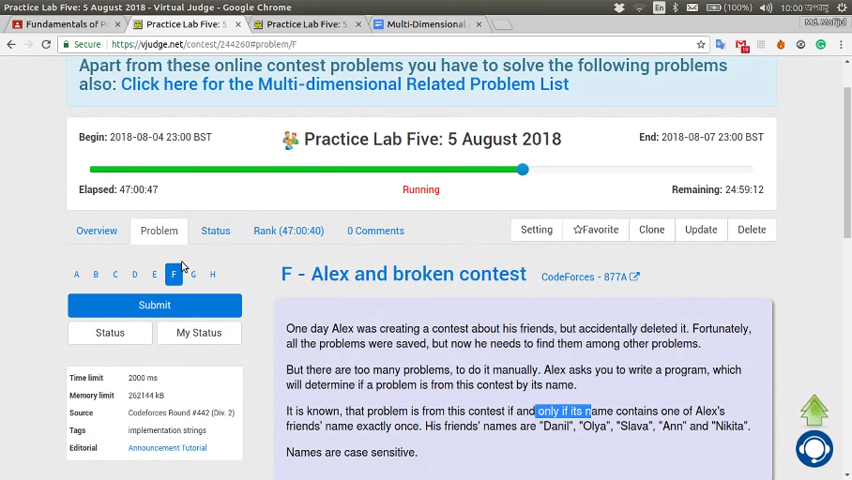 Practice Lab Five: 5 August 2018 - Virtual Judge - Google Chrome
En (100%) 10:00 অপরাহ্ণ
Fundamentals of Pr
Practice Lab Five: 5
Practice Lab Five: 5
Multi-Dimensional
Md. Mofijul
Secure https://vjudge.net/contest/244260#problem/F
Apart from these online contest problems you have to solve the following problems
also: Click here for the Multi-dimensional Related Problem List
Begin: 2018-08-04 23:00 BST
Practice Lab Five: 5 August 2018
End: 2018-08-07 23:00 BST
Elapsed: 47:00:47
Running
Remaining: 24:59:12
Overview Problem Status Rank (47:00:40) 0 Comments Setting Favorite Clone Update Delete
A B C D E F G H
F - Alex and broken contest CodeForces - 877A
Submit
Status My Status
One day Alex was creating a contest about his friends, but accidentally deleted it. Fortunately,
all the problems were saved, but now he needs to find them among other problems.
But there are too many problems, to do it manually. Alex asks you to write a program, which
will determine if a problem is from this contest by its name.
It is known, that problem is from this contest if and only if its name contains one of Alex's
friends' name exactly once. His friends' names are "Danil", "Olya", "Slava", "Ann" and "Nikita".
Names are case sensitive.
Time limit 2000 ms
Memory limit 262144 kB
Source Codeforces Round #442 (Div. 2)
Tags implementation strings
Editorial Announcement Tutorial